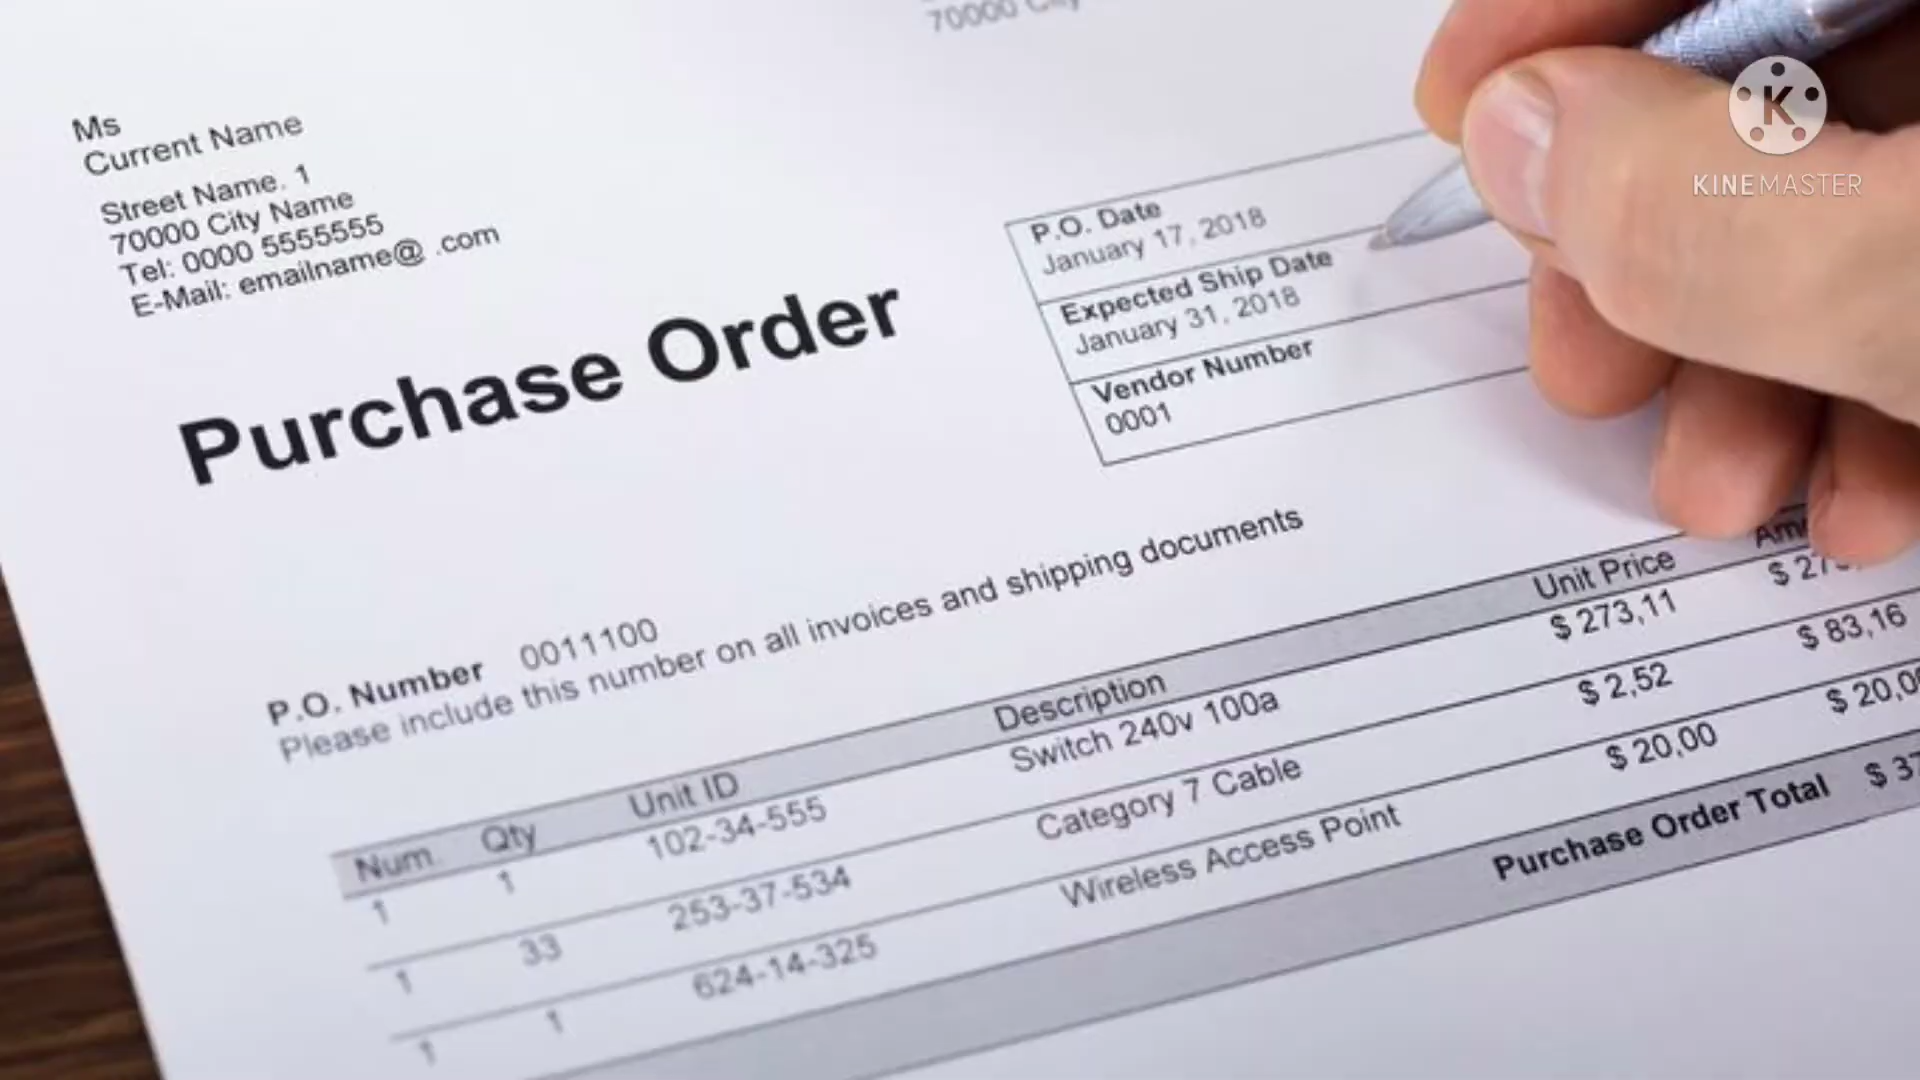 70000 City
Ms
Current Name
Street Name. 1
70000 City Name
Tel: 0000 5555555
E-Mail: emailname@ .com
KINEMASTER
P.O. Date
January 17, 2018
Expected Ship Date
January 31, 2018
Vendor Number
0001
Purchase Order
P.O. Number 0011100
Please include this number on all invoices and shipping documents
Num. Qty Unit ID Description Unit Price
1 1 102-34-555 Switch 240v 100a $ 273,11
1 33 253-37-534 Category 7 Cable $ 2,52 $ 83,16
1 1 624-14-325 Wireless Access Point $ 20,00 $ 20,0
Purchase Order Total $ 37